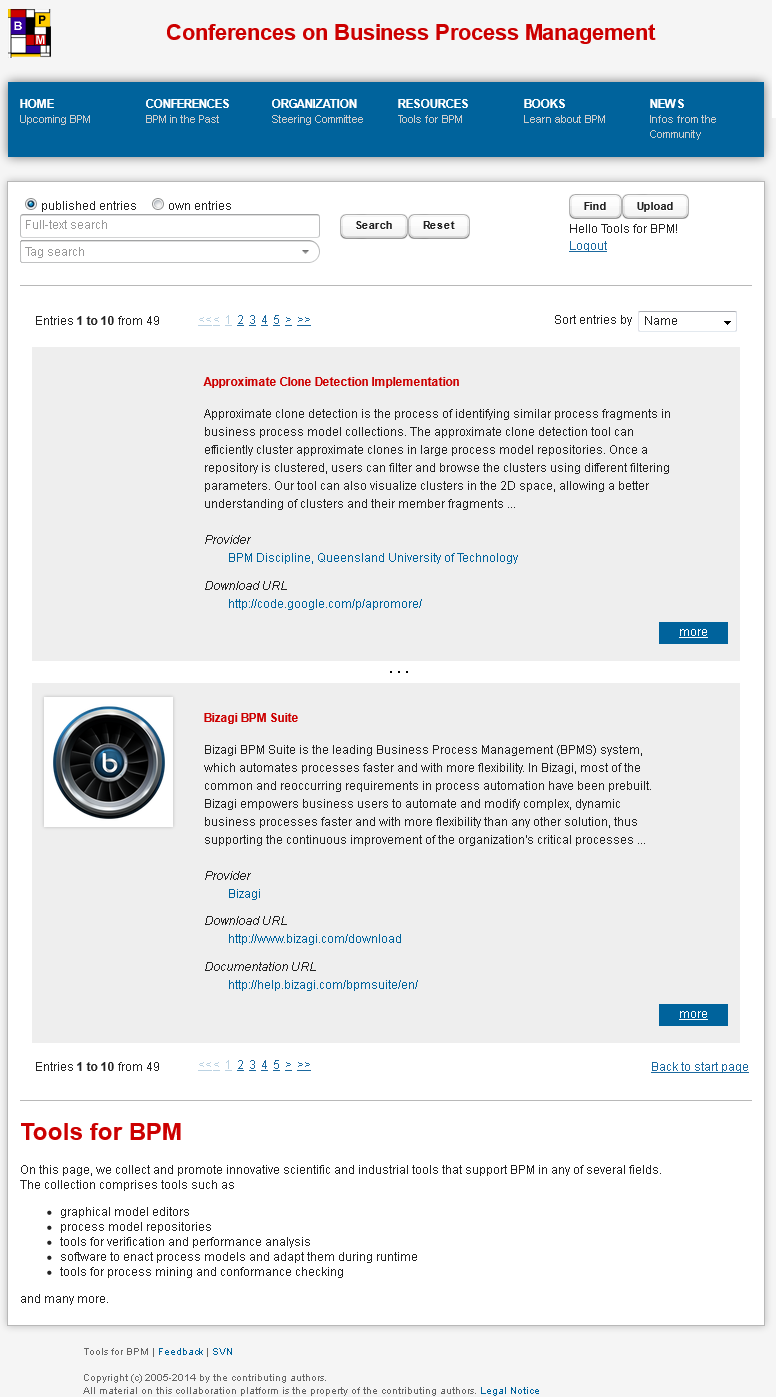 B P
M
Conferences on Business Process Management
HOME CONFERENCES ORGANIZATION RESOURCES BOOKS NEWS
Upcoming BPM BPM in the Past Steering Committee Tools for BPM Learn about BPM Infos from the
Community
published entries own entries
Find Upload
Full-text search
Search Reset
Hello Tools for BPM!
Tag search
Logout
Entries 1 to 10 from 49 <<< 1 2 3 4 5 > >> Sort entries by Name
Approximate Clone Detection Implementation
Approximate clone detection is the process of identifying similar process fragments in
business process model collections. The approximate clone detection tool can
efficiently cluster approximate clones in large process model repositories. Once a
repository is clustered, users can filter and browse the clusters using different filtering
parameters. Our tool can also visualize clusters in the 2D space, allowing a better
understanding of clusters and their member fragments ...
Provider
BPM Discipline, Queensland University of Technology
Download URL
http://code.google.com/p/apromore/
more
...
b
Bizagi BPM Suite
Bizagi BPM Suite is the leading Business Process Management (BPMS) system,
which automates processes faster and with more flexibility. In Bizagi, most of the
common and reoccurring requirements in process automation have been prebuilt.
Bizagi empowers business users to automate and modify complex, dynamic
business processes faster and with more flexibility than any other solution, thus
supporting the continuous improvement of the organization's critical processes ...
Provider
Bizagi
Download URL
http://www.bizagi.com/download
Documentation URL
http://help.bizagi.com/bpmsuite/en/
more
Entries 1 to 10 from 49 <<< 1 2 3 4 5 > >> Back to start page
Tools for BPM
On this page, we collect and promote innovative scientific and industrial tools that support BPM in any of several fields.
The collection comprises tools such as
• graphical model editors
• process model repositories
• tools for verification and performance analysis
• software to enact process models and adapt them during runtime
• tools for process mining and conformance checking
and many more.
Tools for BPM | Feedback | SVN
Copyright (c) 2005-2014 by the contributing authors.
All material on this collaboration platform is the property of the contributing authors. Legal Notice